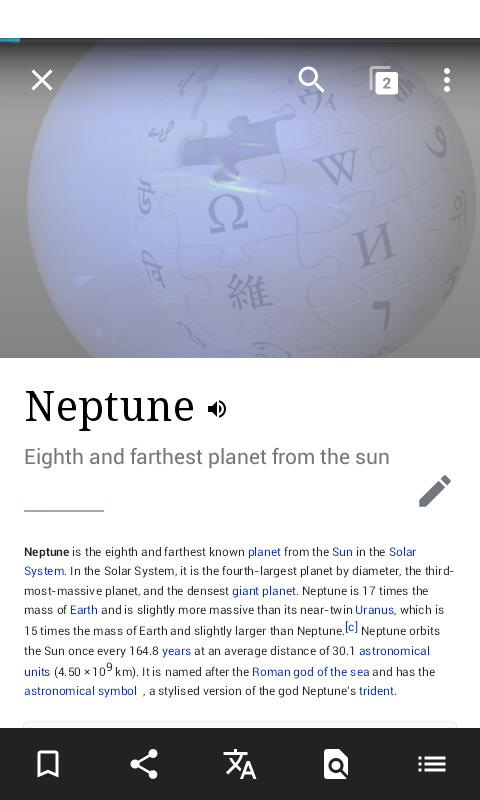 2
ウィ
W
Ω
И
維
Neptune
Eighth and farthest planet from the sun
Neptune is the eighth and farthest known planet from the Sun in the Solar
System. In the Solar System, it is the fourth-largest planet by diameter, the third-
most-massive planet, and the densest giant planet. Neptune is 17 times the
mass of Earth and is slightly more massive than its near-twin Uranus, which is
15 times the mass of Earth and slightly larger than Neptune.[c] Neptune orbits
the Sun once every 164.8 years at an average distance of 30.1 astronomical
units (4.50 × 10⁹ km). It is named after the Roman god of the sea and has the
astronomical symbol , a stylised version of the god Neptune's trident.